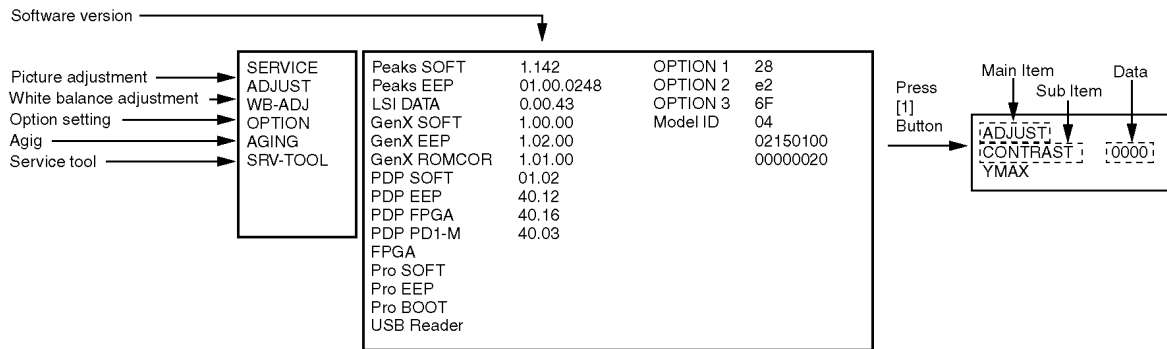 Software version
Picture adjustment
White balance adjustment
Option setting
Agig
Service tool
SERVICE
ADJUST
WB-ADJ
OPTION
AGING
SRV-TOOL
Peaks SOFT 1.142 OPTION 1 28
Peaks EEP 01.00.0248 OPTION 2 e2
LSI DATA 0.00.43 OPTION 3 6F
GenX SOFT 1.00.00 Model ID 04
GenX EEP 1.02.00 02150100
GenX ROMCOR 1.01.00 00000020
PDP SOFT 01.02
PDP EEP 40.12
PDP FPGA 40.16
PDP PD1-M 40.03
FPGA
Pro SOFT
Pro EEP
Pro BOOT
USB Reader
Press
[1]
Button
Main Item
Sub Item
Data
ADJUST
CONTRAST 0000
YMAX